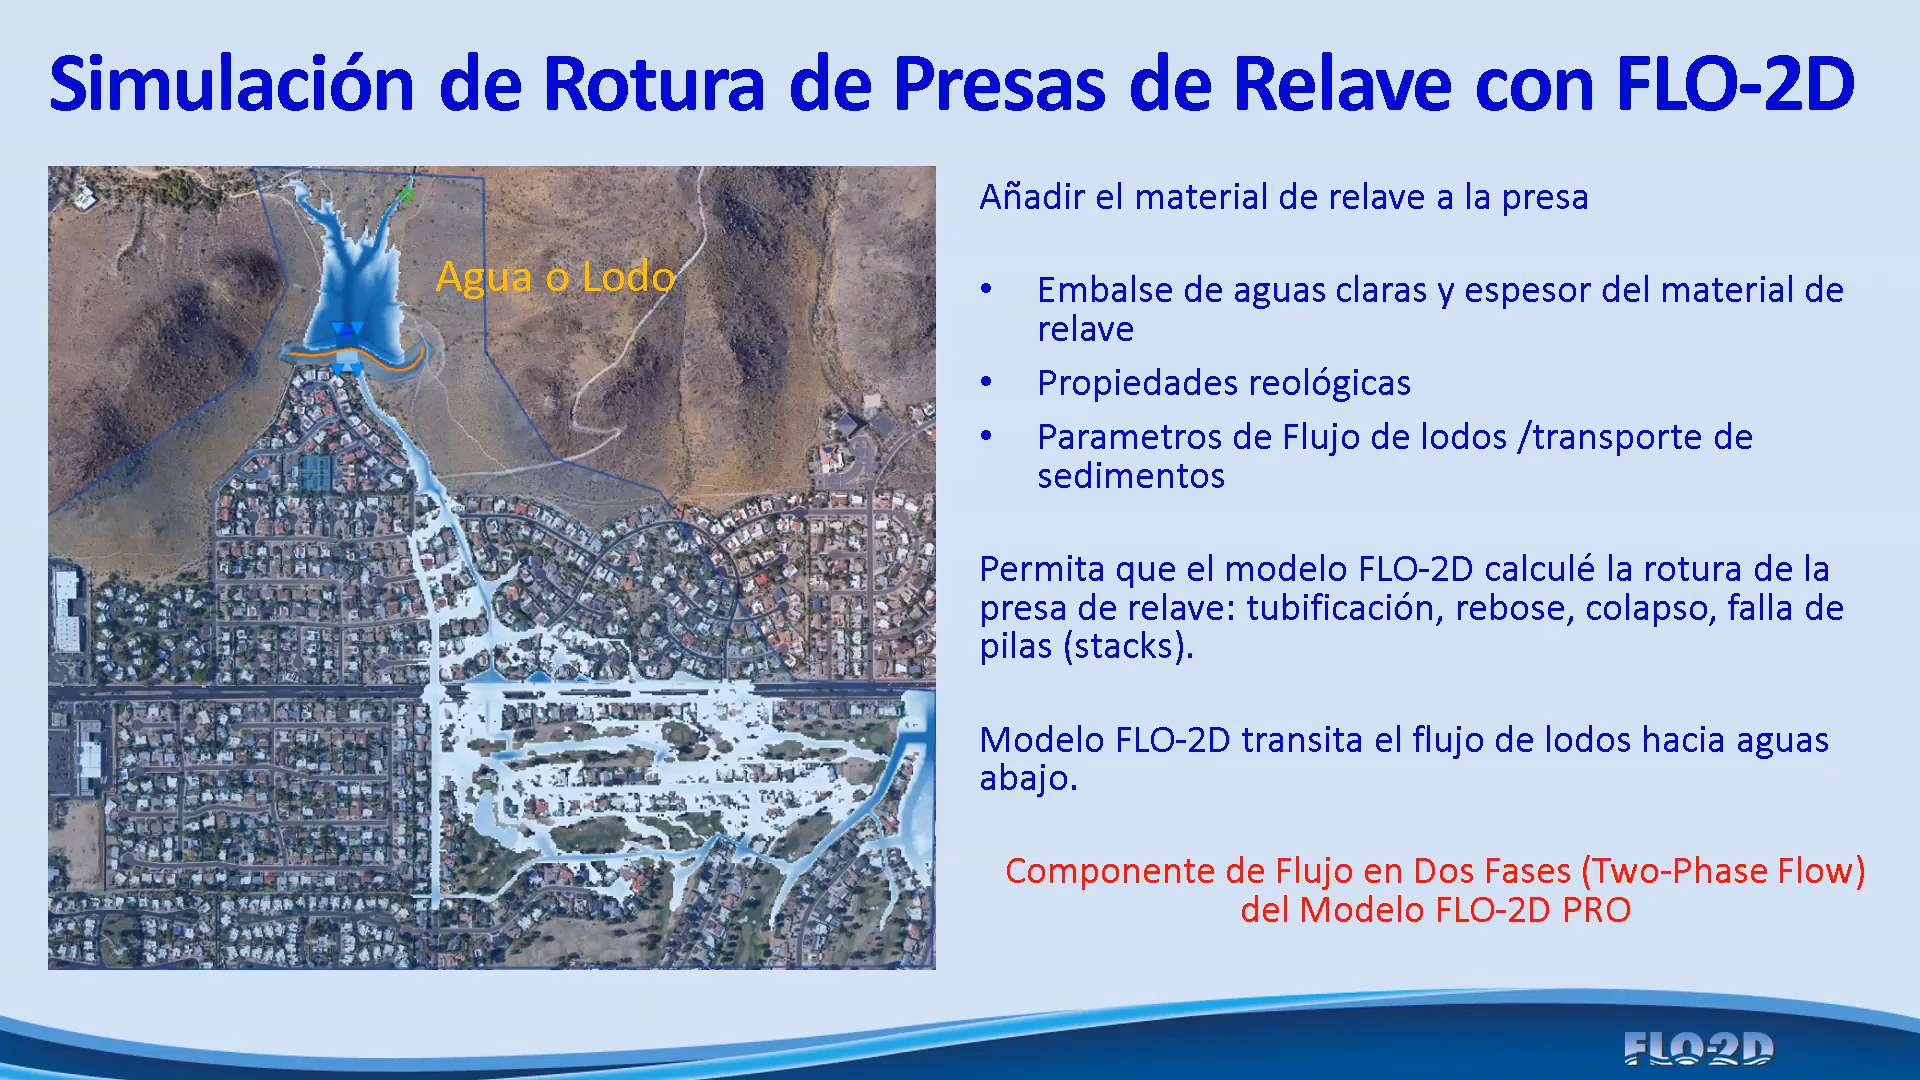 Simulación de Rotura de Presas de Relave con FLO-2D
Agua o Lodo
Añadir el material de relave a la presa
• Embalse de aguas claras y espesor del material de
relave
• Propiedades reológicas
• Parametros de Flujo de lodos /transporte de
sedimentos
Permita que el modelo FLO-2D calculé la rotura de la
presa de relave: tubificación, rebose, colapso, falla de
pilas (stacks).
Modelo FLO-2D transita el flujo de lodos hacia aguas
abajo.
Componente de Flujo en Dos Fases (Two-Phase Flow)
del Modelo FLO-2D PRO
FLO-2D